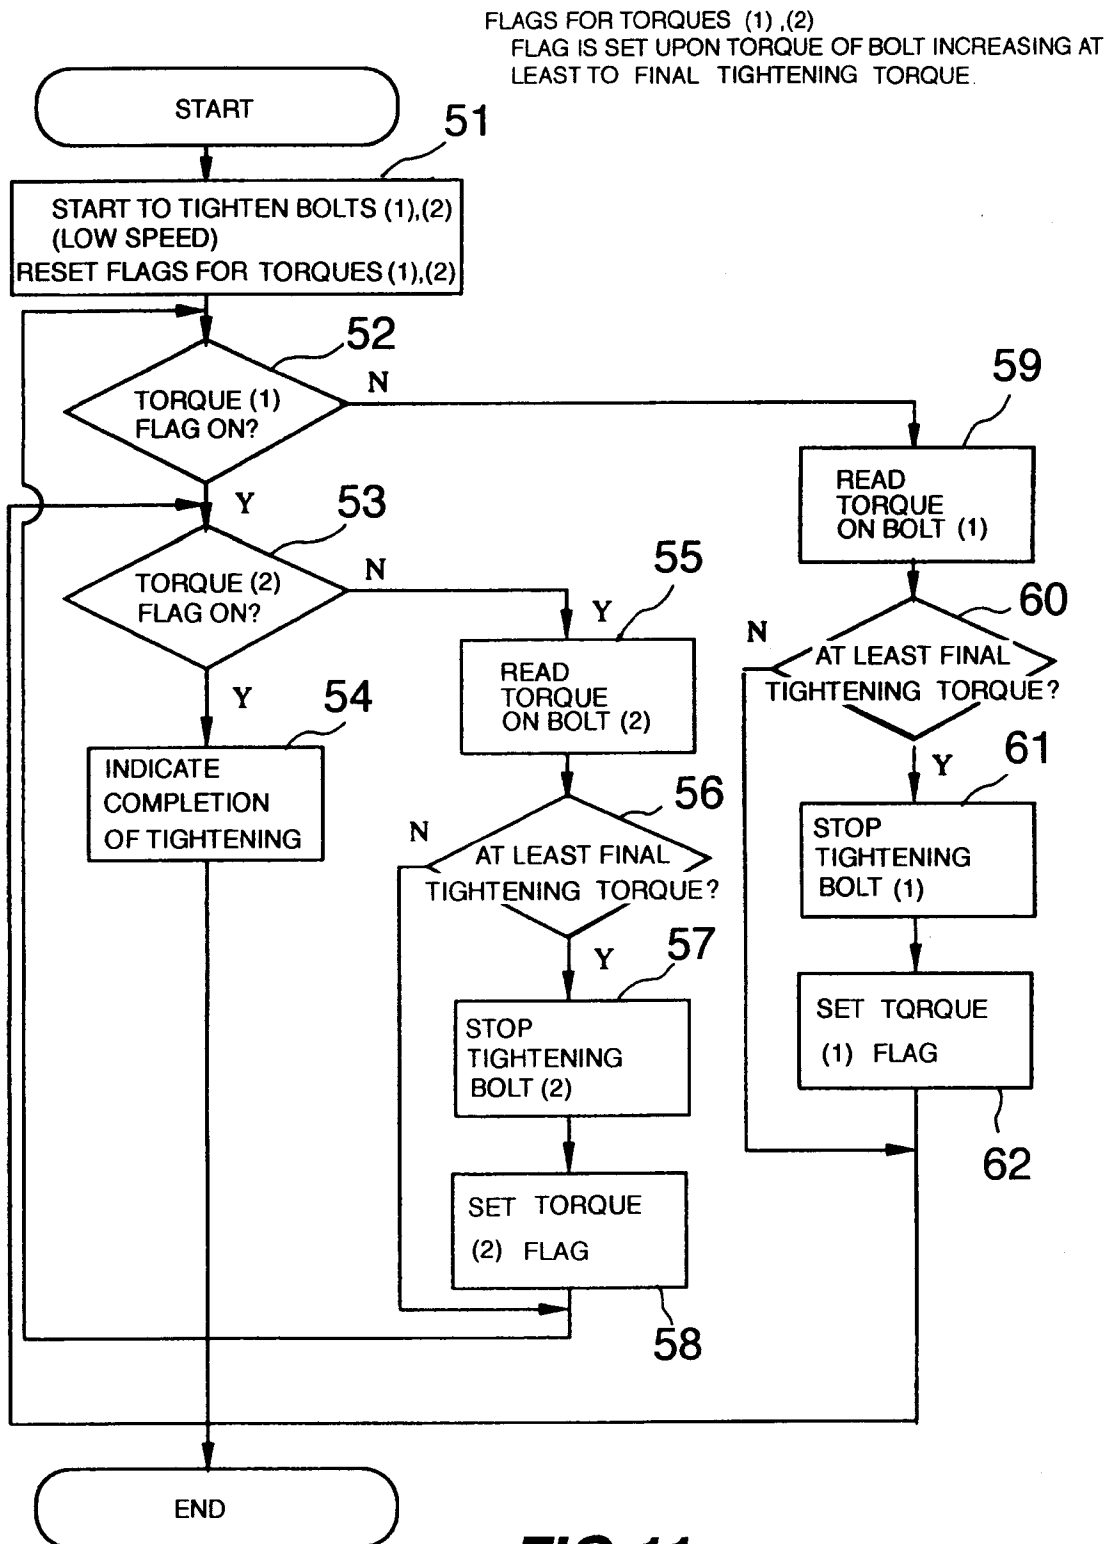 FLAGS FOR TORQUES (1) ,(2)
FLAG IS SET UPON TORQUE OF BOLT INCREASING AT
LEAST TO FINAL TIGHTENING TORQUE.
START
51
START TO TIGHTEN BOLTS (1),(2)
(LOW SPEED)
RESET FLAGS FOR TORQUES (1),(2)
52
TORQUE (1)
FLAG ON?
N
Y
53
TORQUE (2)
FLAG ON?
N
Y
54
INDICATE
COMPLETION
OF TIGHTENING
Y
55
READ
TORQUE
ON BOLT (2)
56
N
AT LEAST FINAL
TIGHTENING TORQUE?
Y
57
STOP
TIGHTENING
BOLT (2)
SET TORQUE
(2) FLAG
58
59
READ
TORQUE
ON BOLT (1)
60
N
AT LEAST FINAL
TIGHTENING TORQUE?
Y
61
STOP
TIGHTENING
BOLT (1)
SET TORQUE
(1) FLAG
62
END